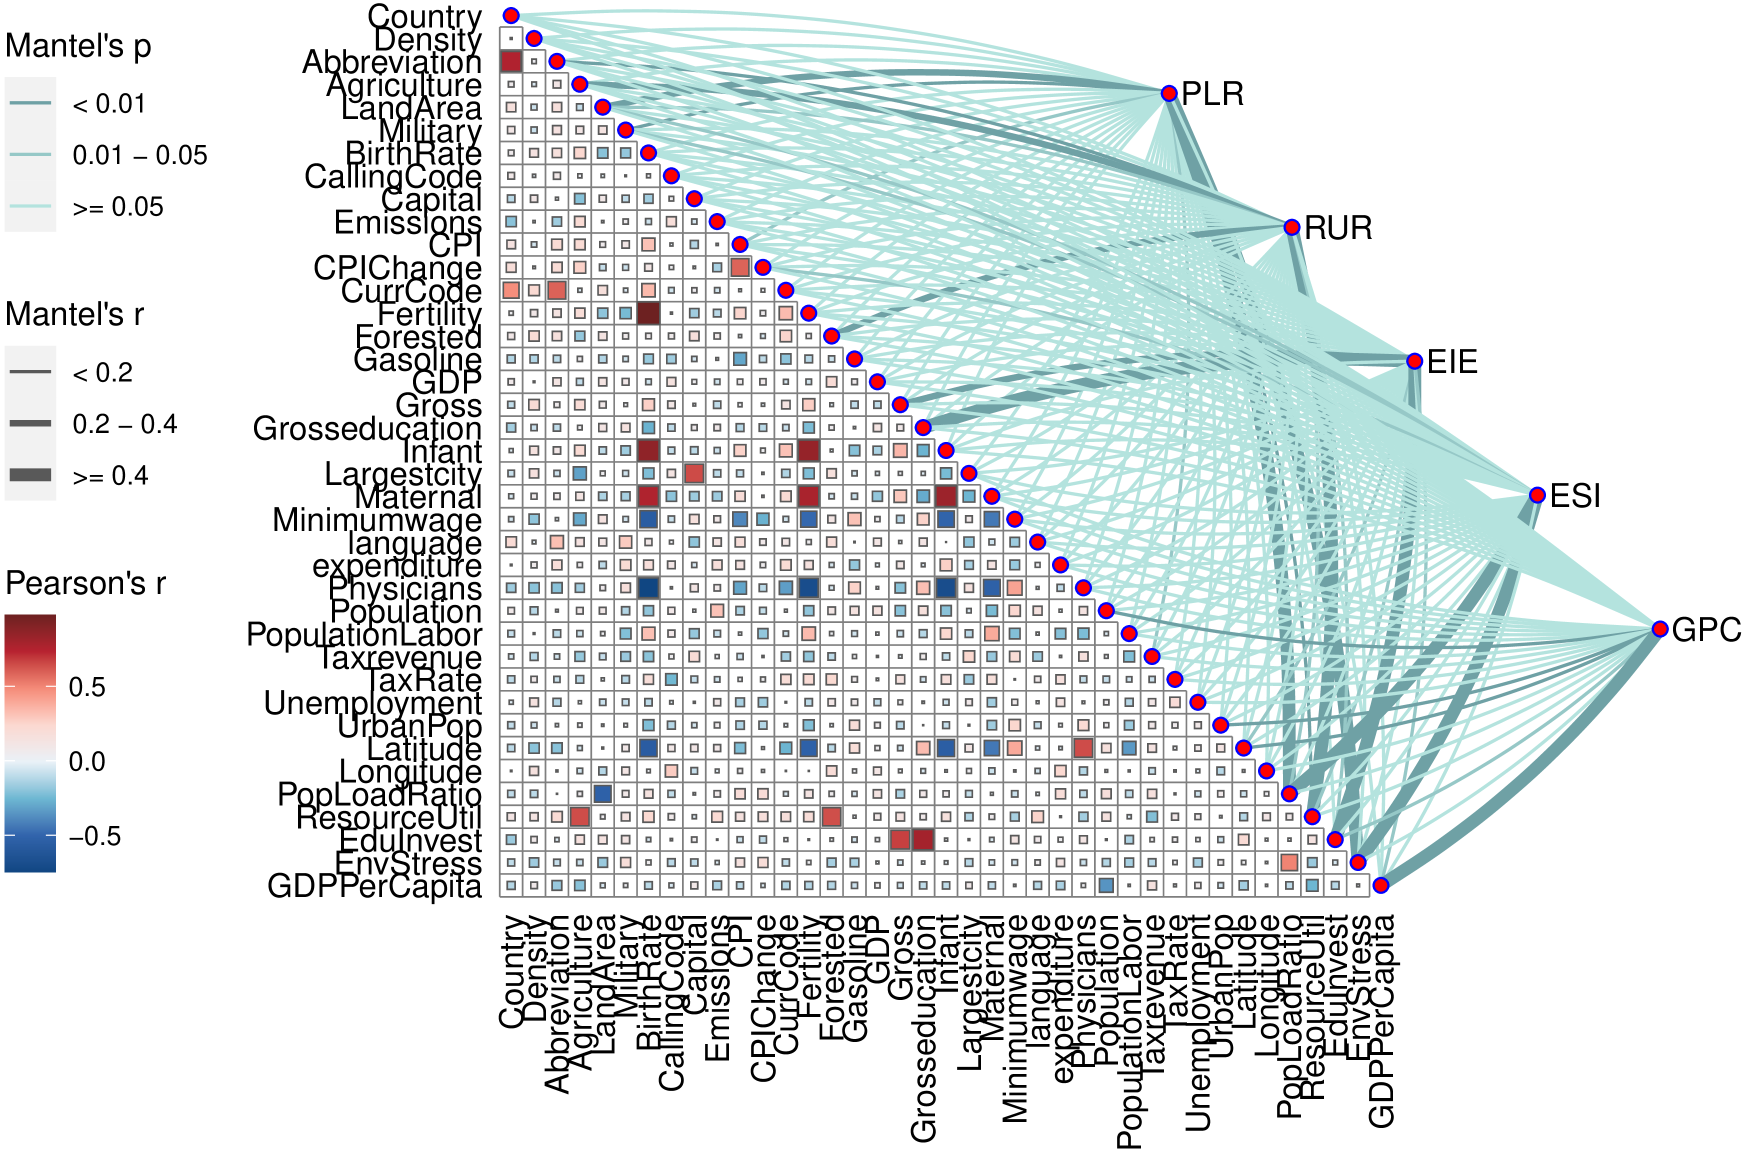 Mantel's p
< 0.01
0.01 − 0.05
>= 0.05
Mantel's r
< 0.2
0.2 − 0.4
>= 0.4
Pearson's r
0.5
0.0
−0.5
Country
Density
Abbreviation
Agriculture
LandArea
Military
BirthRate
CallingCode
Capital
Emissions
CPI
CPIChange
CurrCode
Fertility
Forested
Gasoline
GDP
Gross
Grosseducation
Infant
Largestcity
Maternal
Minimumwage
language
expenditure
Physicians
Population
PopulationLabor
Taxrevenue
TaxRate
Unemployment
UrbanPop
Latitude
Longitude
PopLoadRatio
ResourceUtil
EduInvest
EnvStress
GDPPerCapita
PLR
RUR
EIE
ESI
GPC
Country
Density
Abbreviation
Agriculture
LandArea
Military
BirthRate
CallingCode
Capital
Emissions
CPI
CPIChange
CurrCode
Fertility
Forested
Gasoline
GDP
Gross
Grosseducation
Infant
Largestcity
Maternal
Minimumwage
language
expenditure
Physicians
Population
PopulationLabor
Taxrevenue
TaxRate
Unemployment
UrbanPop
Latitude
Longitude
PopLoadRatio
ResourceUtil
EduInvest
EnvStress
GDPPerCapita